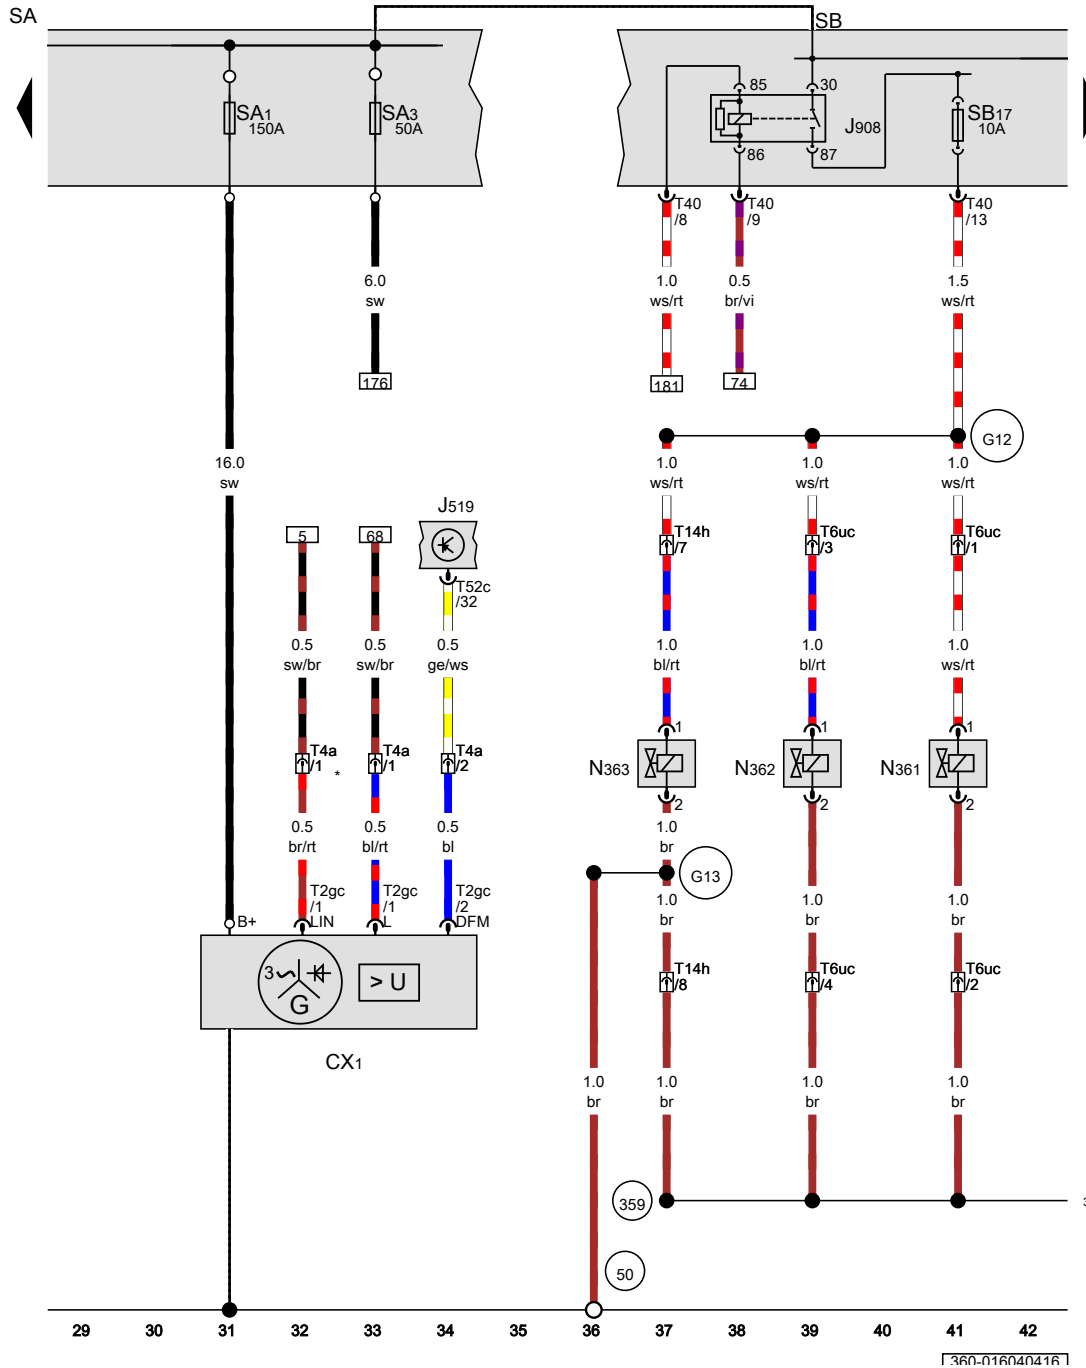 SA
SB
SA1
150A
SA3
50A
85
30
J908
86
87
SB17
10A
T40
/8
T40
/9
T40
/13
6.0
sw
1.0
ws/rt
0.5
br/vi
1.5
ws/rt
176
181
74
G12
16.0
sw
1.0
ws/rt
1.0
ws/rt
1.0
ws/rt
J519
5
68
T14h
/7
T6uc
/3
T6uc
/1
T52c
/32
0.5
sw/br
0.5
sw/br
0.5
ge/ws
1.0
bl/rt
1.0
bl/rt
1.0
ws/rt
1
1
1
T4a
/1
*
T4a
/1
T4a
/2
N363
N362
N361
2
2
2
0.5
br/rt
0.5
bl/rt
0.5
bl
1.0
br
G13
T2gc
/1
T2gc
/1
T2gc
/2
B+
LIN
L
DFM
1.0
br
1.0
br
1.0
br
3
G
> U
T14h
/8
T6uc
/4
T6uc
/2
CX1
1.0
br
1.0
br
1.0
br
1.0
br
359
50
29 30 31 32 33 34 35 36 37 38 39 40 41 42
360-016040416